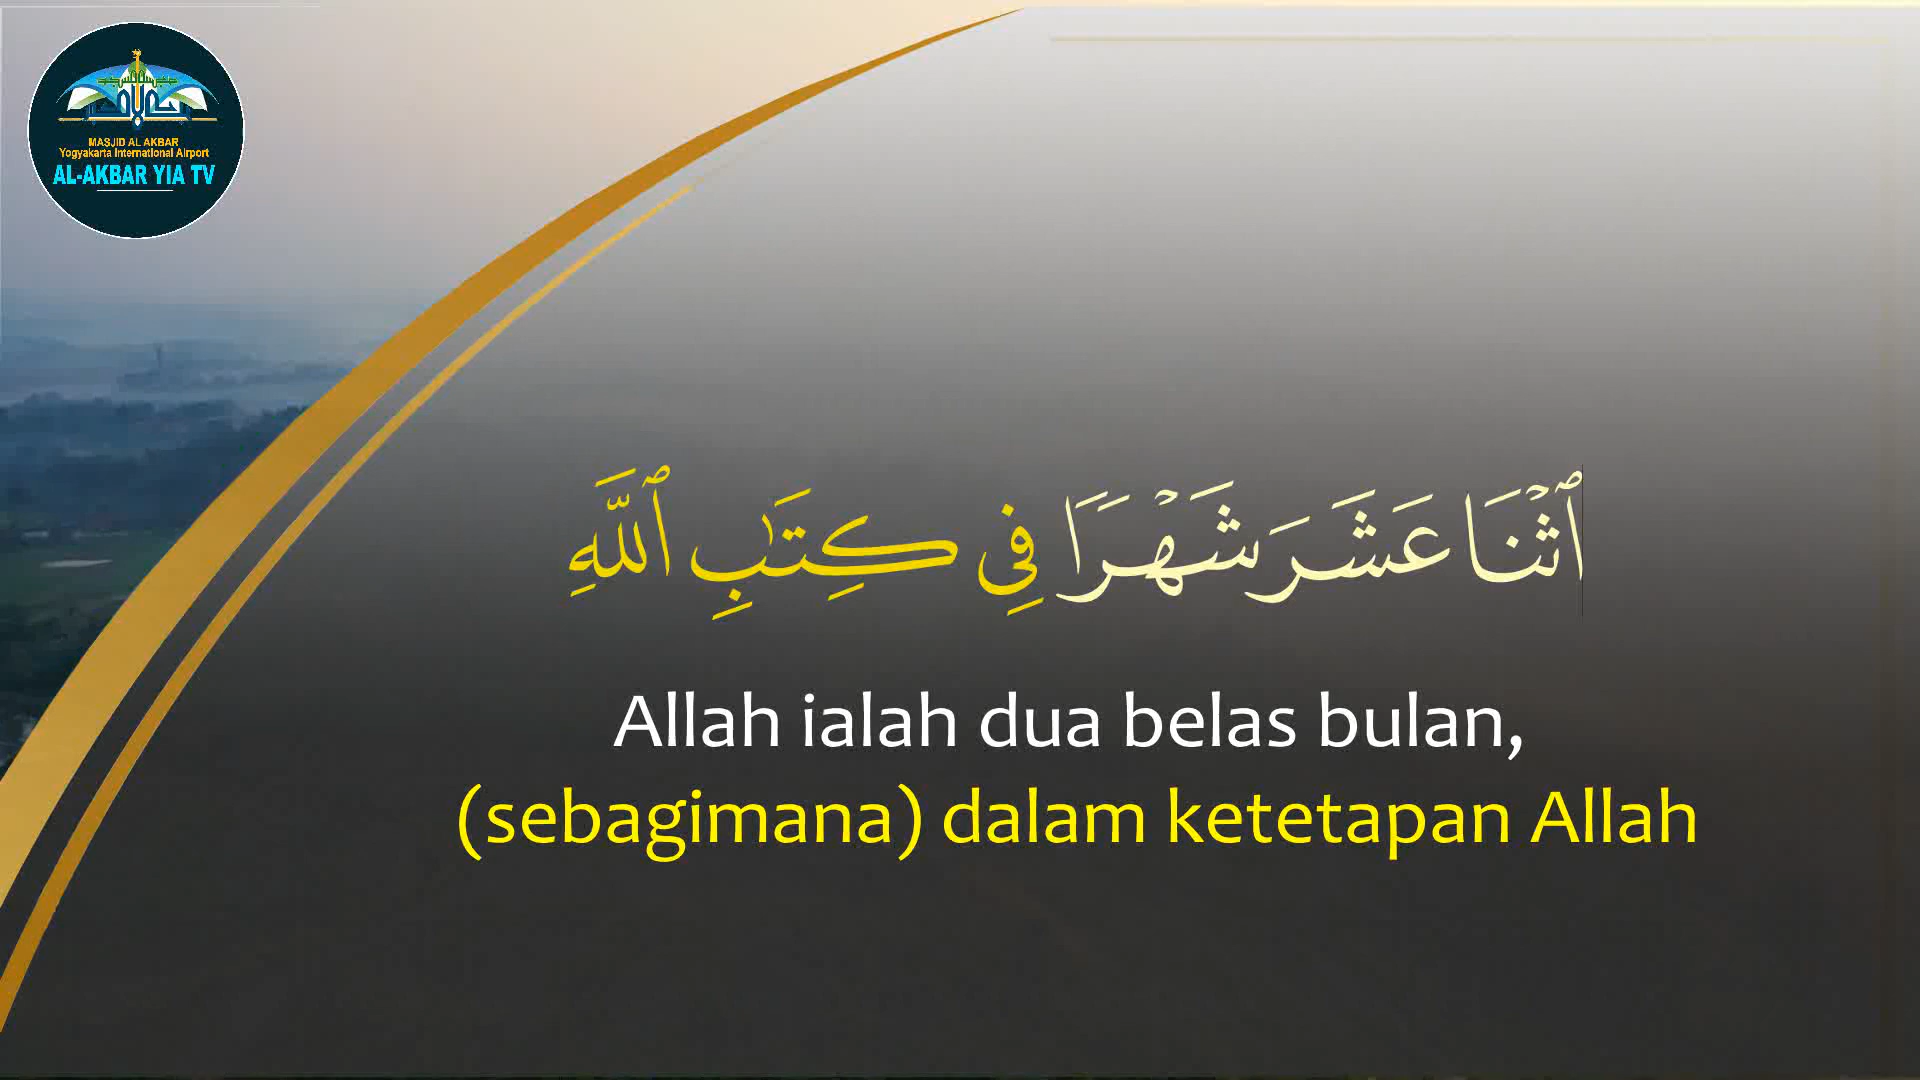 MASJID AL AKBAR
Yogyakarta International Airport
AL-AKBAR YIA TV
ٱثْنَا عَشَرَ شَهْرًا فِي كِتَٰبِ ٱللَّهِ
Allah ialah dua belas bulan,
(sebagimana) dalam ketetapan Allah